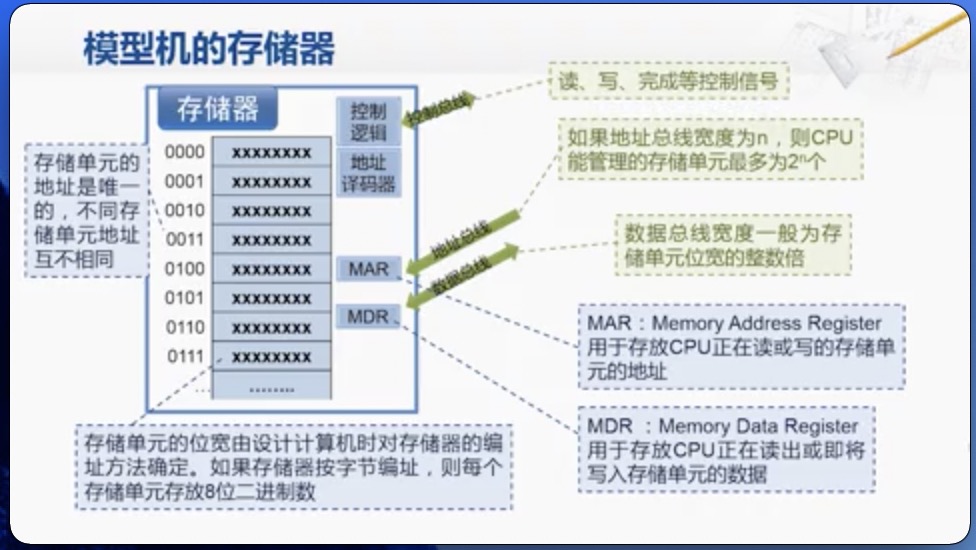 模型机的存储器
存储器
控制
逻辑
控制总线
读、写、完成等控制信号
地址
译码器
如果地址总线宽度为n，则CPU
能管理的存储单元最多为2ⁿ个
存储单元的
地址是唯一
的，不同存
储单元地址
互不相同
0000 xxxxxxxx
0001 xxxxxxxx
0010 xxxxxxxx
0011 xxxxxxxx
0100 xxxxxxxx
0101 xxxxxxxx
0110 xxxxxxxx
0111 xxxxxxxx
... ........
地址总线
数据总线
数据总线宽度一般为存
储单元位宽的整数倍
MAR
MDR
MAR：Memory Address Register
用于存放CPU正在读或写的存储单
元的地址
MDR ：Memory Data Register
用于存放CPU正在读出或即将
写入存储单元的数据
存储单元的位宽由设计计算机时对存储器的编
址方法确定。如果存储器按字节编址，则每个
存储单元存放8位二进制数